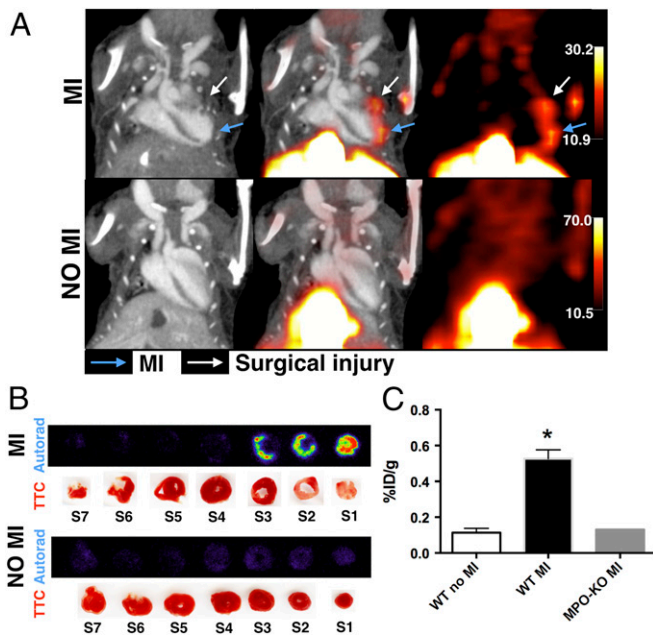 A
MI
30.2
10.9
NO MI
70.0
10.5
MI
Surgical injury
B
MI
Autorad
TTC
S7 S6 S5 S4 S3 S2 S1
NO MI
Autorad
TTC
S7 S6 S5 S4 S3 S2 S1
C
%ID/g
0.8
0.6
0.4
0.2
0.0
*
WT no MI
WT MI
MPO-KO MI